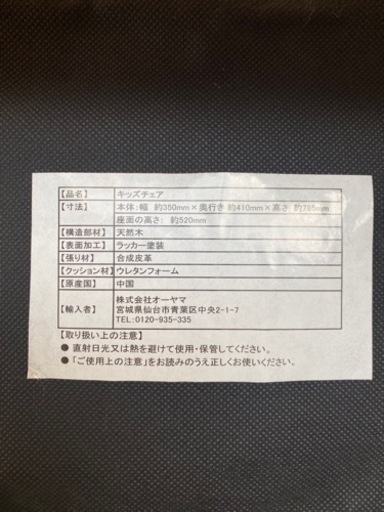 【品名】 キッズチェア
【寸法】 本体:幅 約350mm×奥行き 約410mm×高さ 約785mm
座面の高さ: 約520mm
【構造部材】 天然木
【表面加工】 ラッカー塗装
【張り材】 合成皮革
【クッション材】 ウレタンフォーム
【原産国】 中国
【輸入者】 株式会社オーヤマ
宮城県仙台市青葉区中央2-1-7
TEL:0120-935-335
【取り扱い上の注意】
● 直射日光又は熱を避けて使用・保管してください。
● 「ご使用上の注意」をお読みのうえ正しくお使いください。